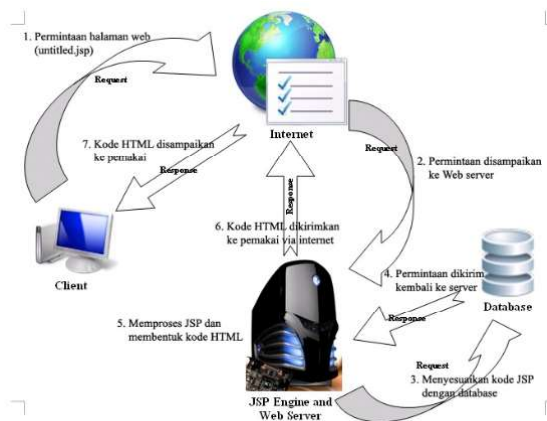 1. Permintaan halaman web
(untitled.jsp)
Request
Internet
7. Kode HTML disampaikan
ke pemakai
Response
Request
2. Permintaan disampaikan
ke Web server
Response
6. Kode HTML dikirimkan
ke pemakai via internet
Client
4. Permintaan dikirim
kembali ke server
Database
Response
5. Memproses JSP dan
membentuk kode HTML
Request
3. Menyesuaikan kode JSP
dengan database
JSP Engine and
Web Server